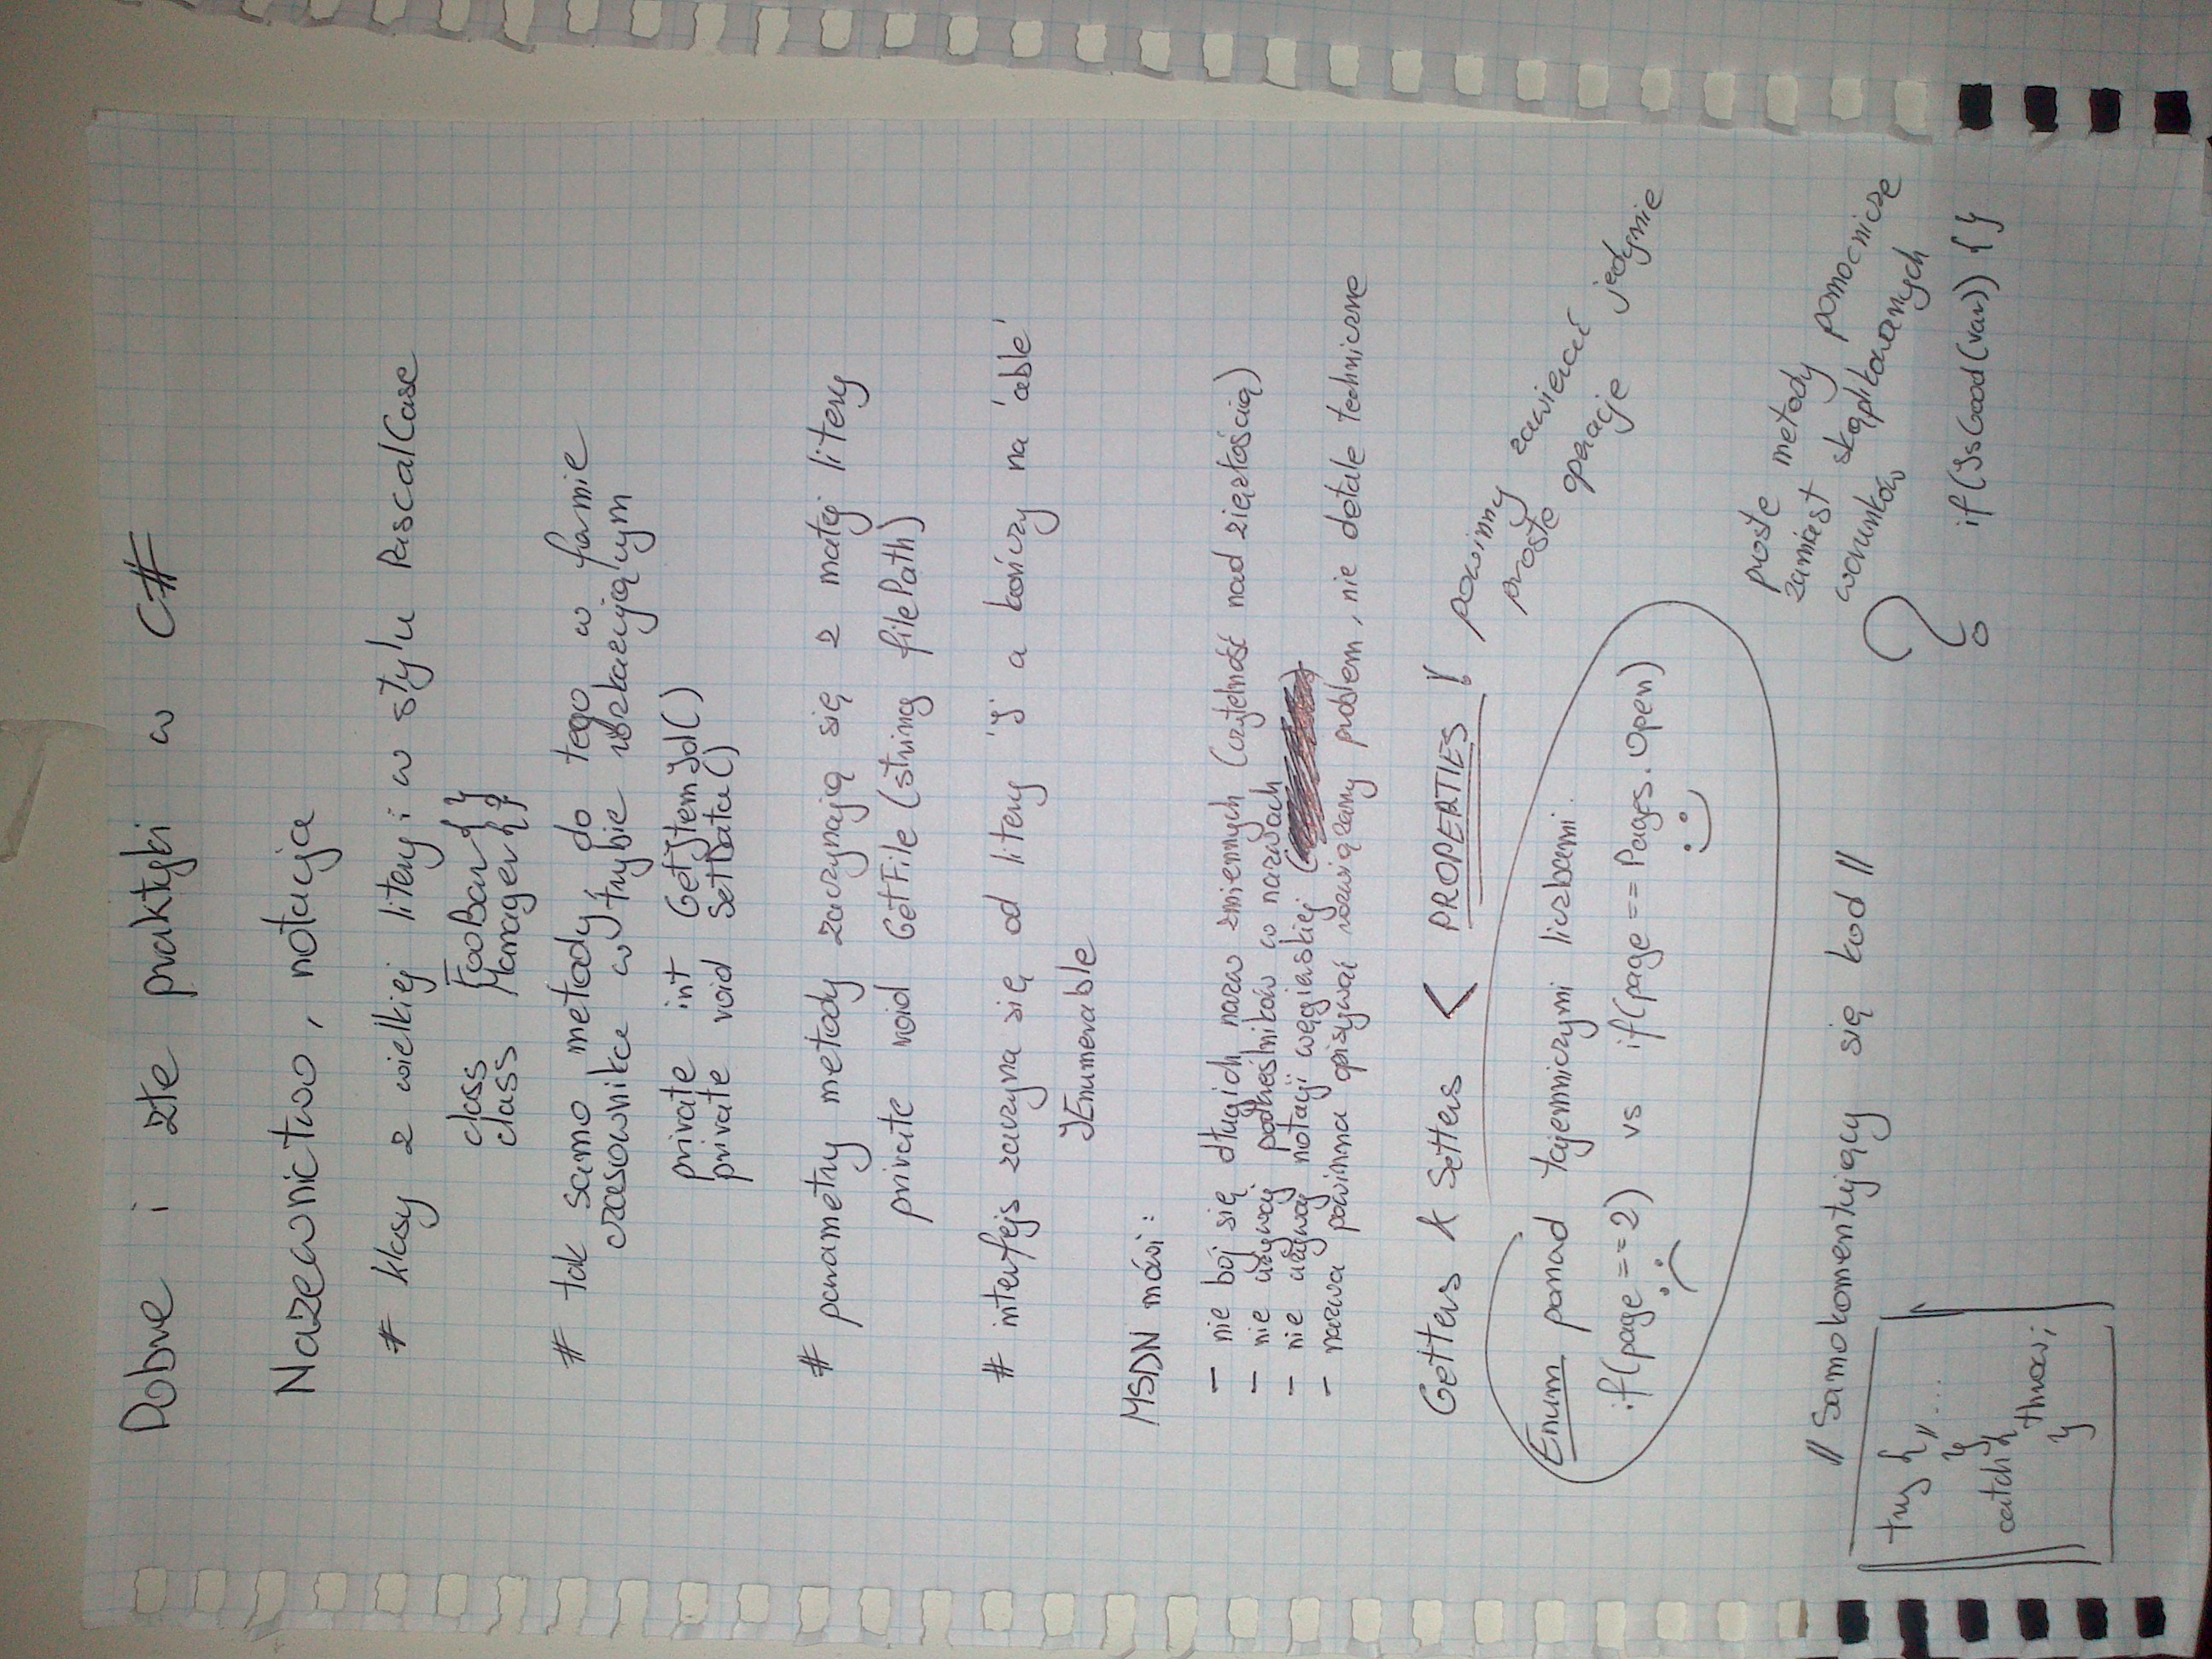 Dobre i złe praktyki w C#
Nazewnictwo, notacja
# klasy z wielkiej litery i w stylu PascalCase
class FooBar{}
class Manager{}
# tak samo metody, do tego w formie
czasownika w trybie rozkazującym
private int GetItemId()
private void SetData()
# parametry metody zaczynają się z małej litery
private void GetFile (string filePath)
# interfejs zaczyna się od litery 'I' a kończy na 'able'
IEnumerable
MSDN mówi:
- nie bój się długich nazw zmiennych (czytelność nad zięzłością)
- nie używaj podkreślników w nazwach
- nie używaj notacji węgierskiej
- nazwa powinna opisywać rozwiązany problem, nie detale techniczne
Getters & Setters < PROPERTIES !
powinny zawierać jedynie
proste operacje
Enum ponad tajemniczymi liczbami.
if(page == 2) vs if(page == Pages.Open)
// Samokomentujący się kod //
try { // ...
}
catch {
throw;
}
proste metody pomocnicze
zamiast skąplikowanych
warunków
?
if(IsGood(var)) { }